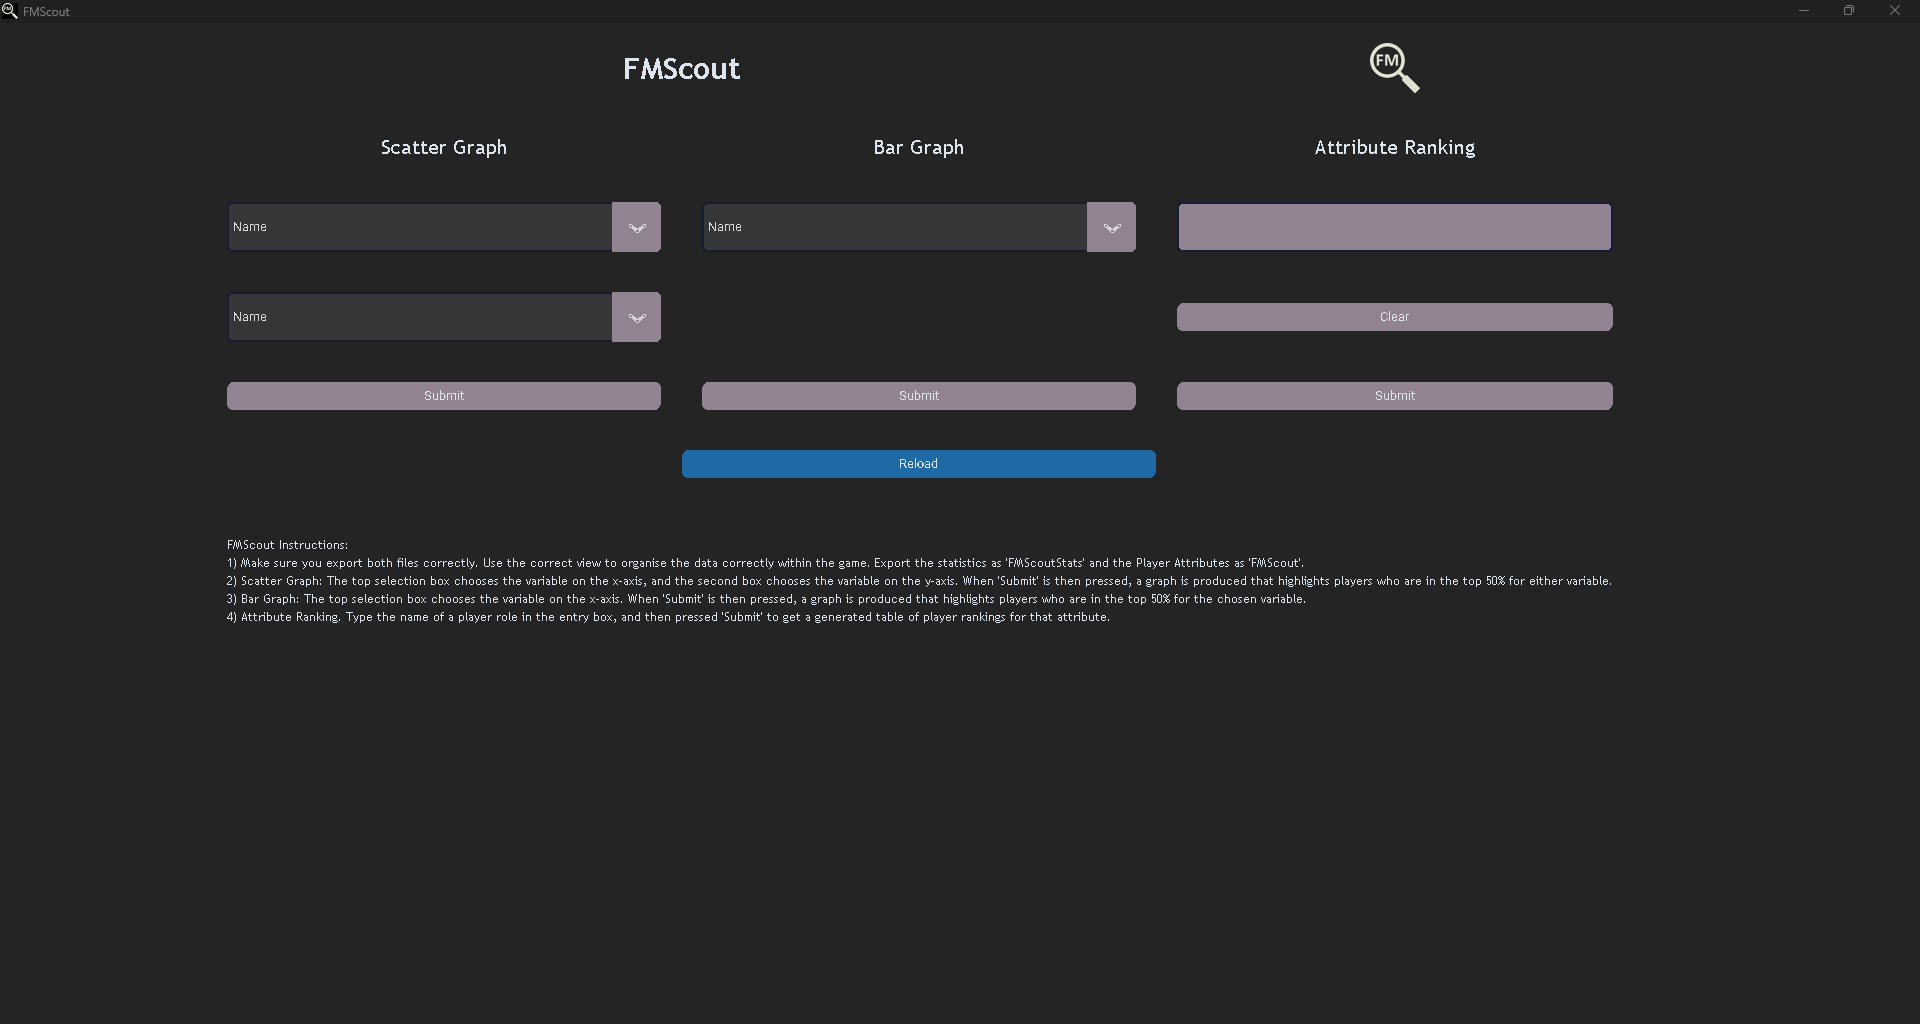 FMScout
FMScout
FM
Scatter Graph
Bar Graph
Attribute Ranking
Name
Name
Name
Clear
Submit
Submit
Submit
Reload
FMScout Instructions:
1) Make sure you export both files correctly. Use the correct view to organise the data correctly within the game. Export the statistics as 'FMScoutStats' and the Player Attributes as 'FMScout'.
2) Scatter Graph: The top selection box chooses the variable on the x-axis, and the second box chooses the variable on the y-axis. When 'Submit' is then pressed, a graph is produced that highlights players who are in the top 50% for either variable.
3) Bar Graph: The top selection box chooses the variable on the x-axis. When 'Submit' is then pressed, a graph is produced that highlights players who are in the top 50% for the chosen variable.
4) Attribute Ranking. Type the name of a player role in the entry box, and then pressed 'Submit' to get a generated table of player rankings for that attribute.